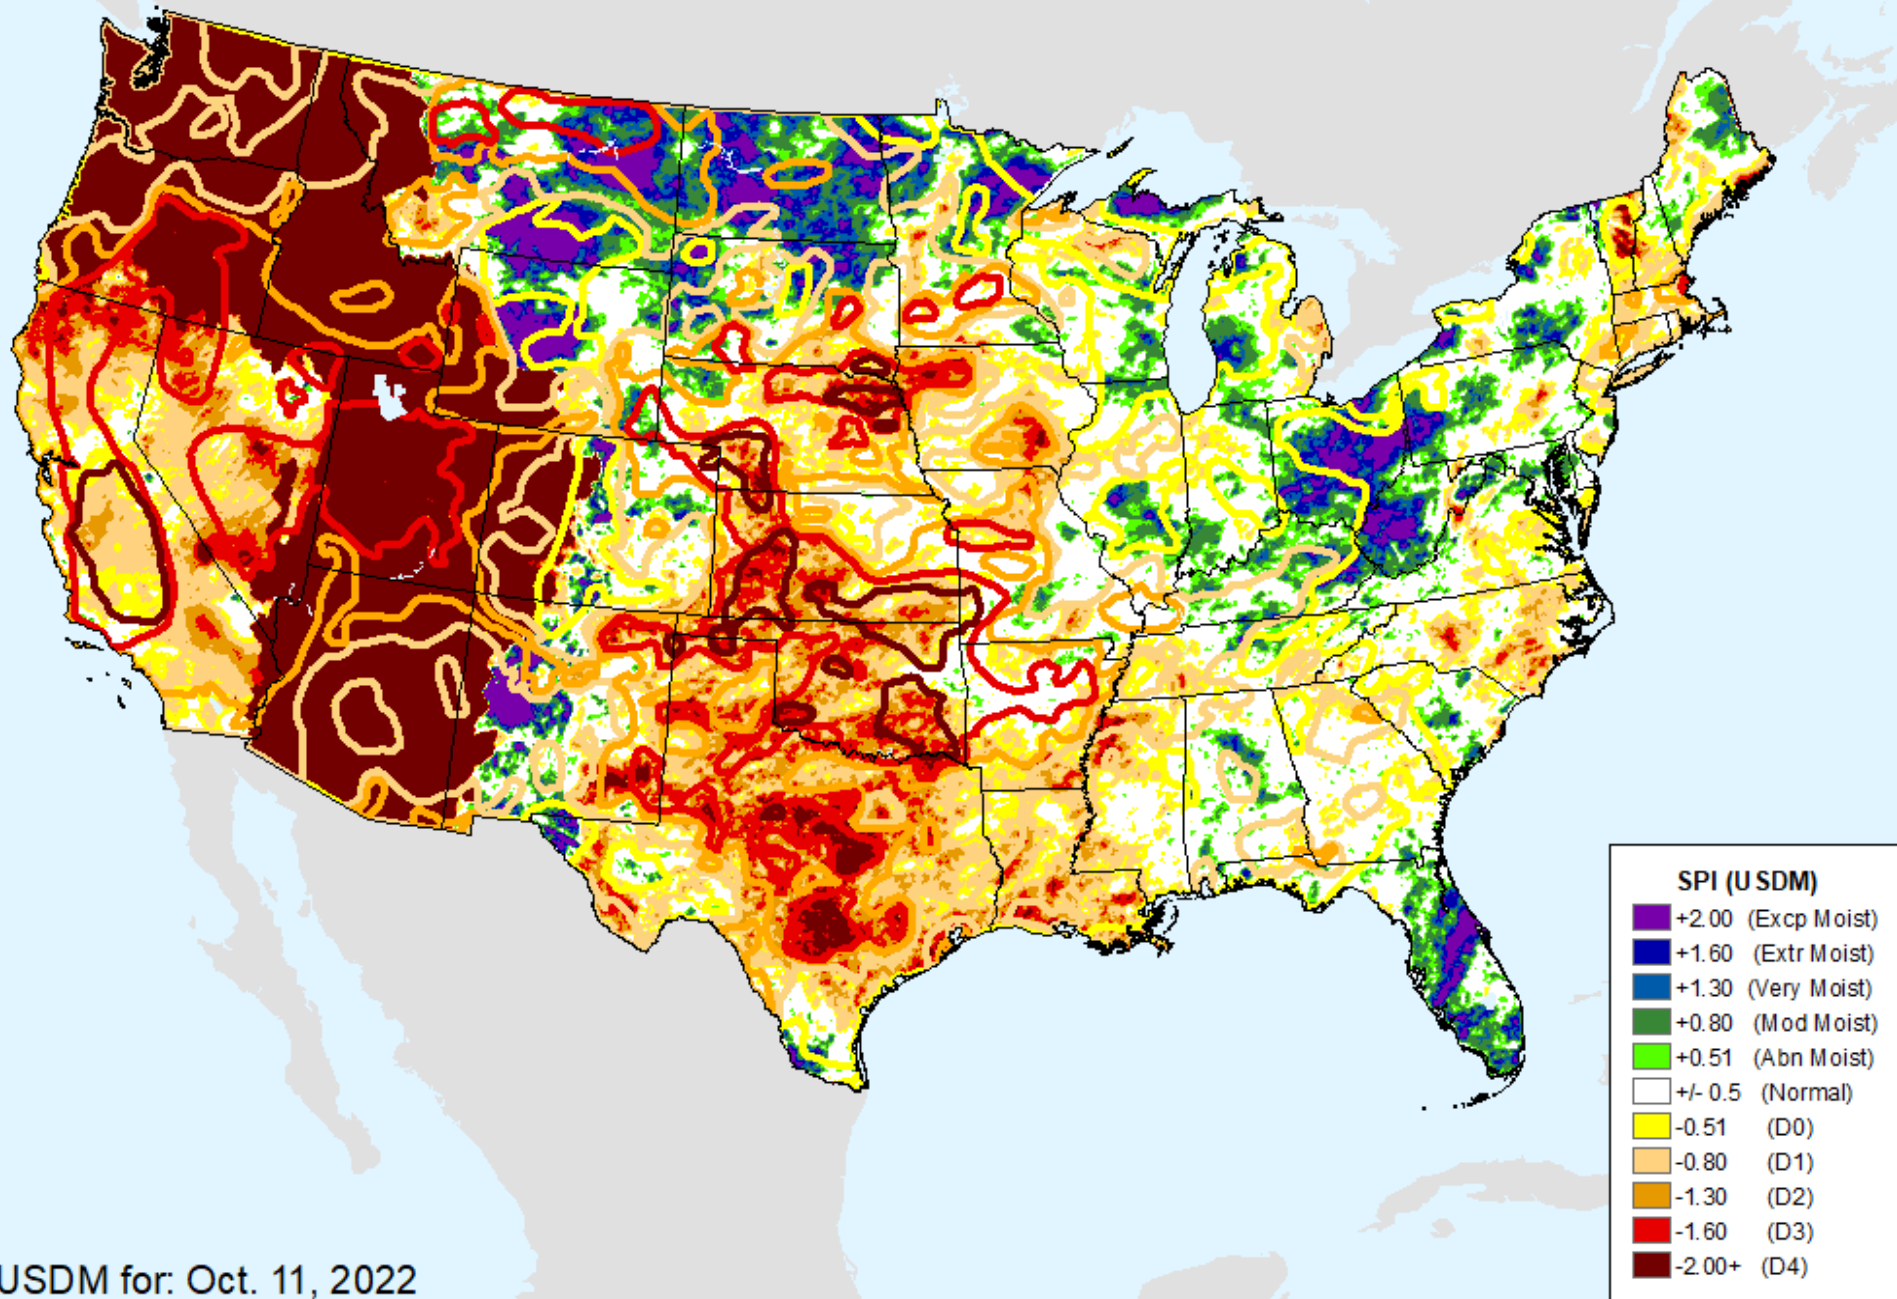 SPI (USDM)
+2.00 (Excp Moist)
+1.60 (Extr Moist)
+1.30 (Very Moist)
+0.80 (Mod Moist)
+0.51 (Abn Moist)
+/- 0.5 (Normal)
-0.51 (D0)
-0.80 (D1)
-1.30 (D2)
-1.60 (D3)
-2.00+ (D4)
USDM for: Oct. 11, 2022